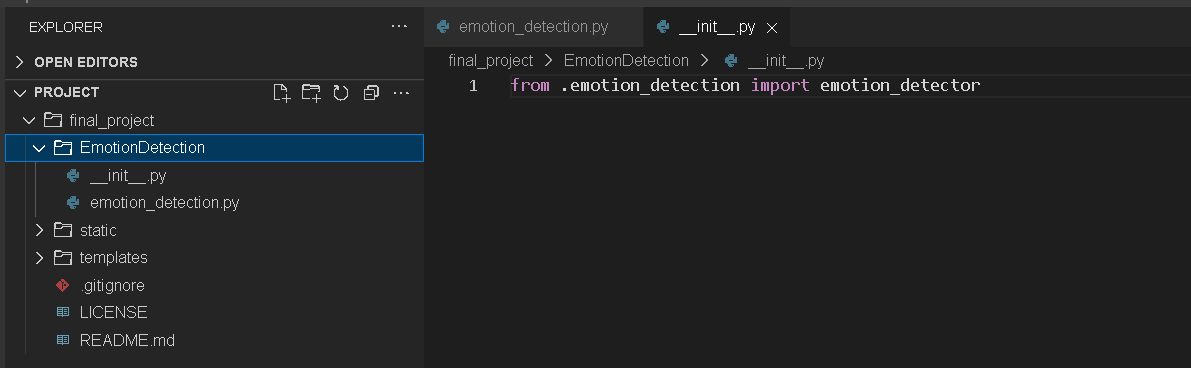 EXPLORER
OPEN EDITORS
PROJECT
final_project
EmotionDetection
__init__.py
emotion_detection.py
static
templates
.gitignore
LICENSE
README.md
emotion_detection.py
__init__.py
final_project > EmotionDetection > __init__.py
1 from .emotion_detection import emotion_detector